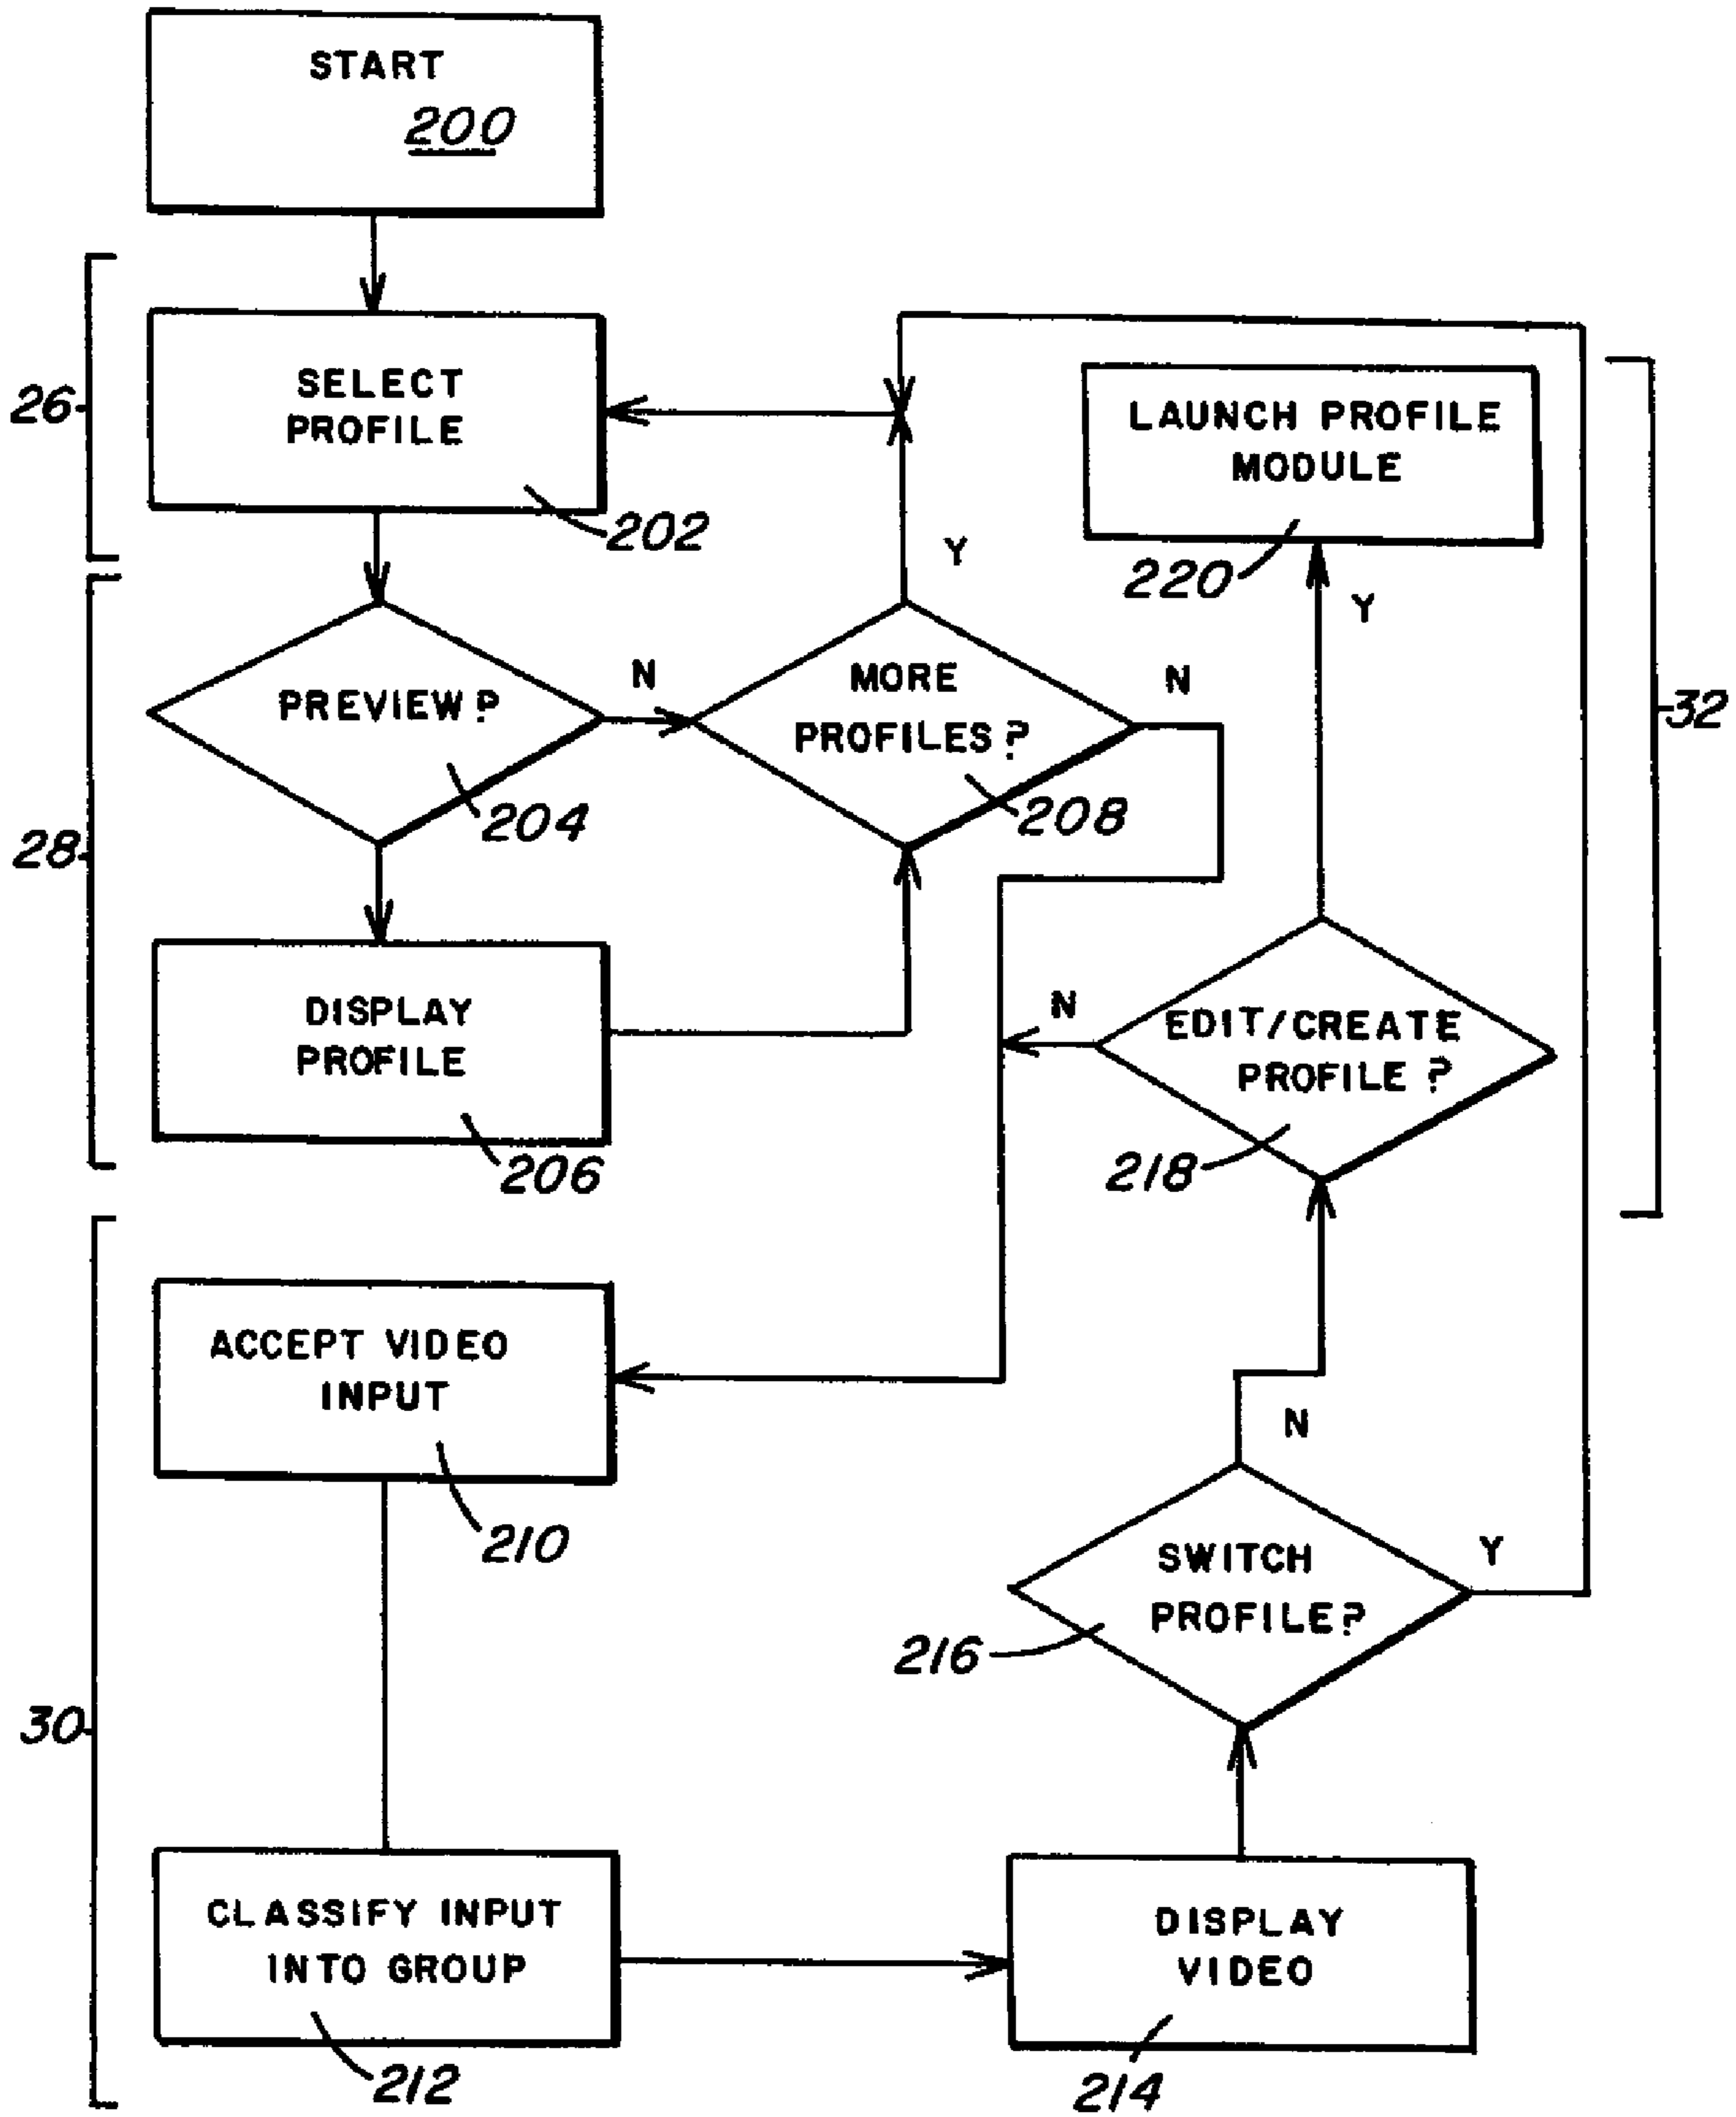 START
200
SELECT
PROFILE
26
202
LAUNCH PROFILE
MODULE
220
Y
Y
32
PREVIEW?
204
N
MORE
PROFILES?
208
N
28
DISPLAY
PROFILE
206
N
EDIT/CREATE
PROFILE?
218
ACCEPT VIDEO
INPUT
210
N
SWITCH
PROFILE?
216
Y
30
CLASSIFY INPUT
INTO GROUP
212
DISPLAY
VIDEO
214